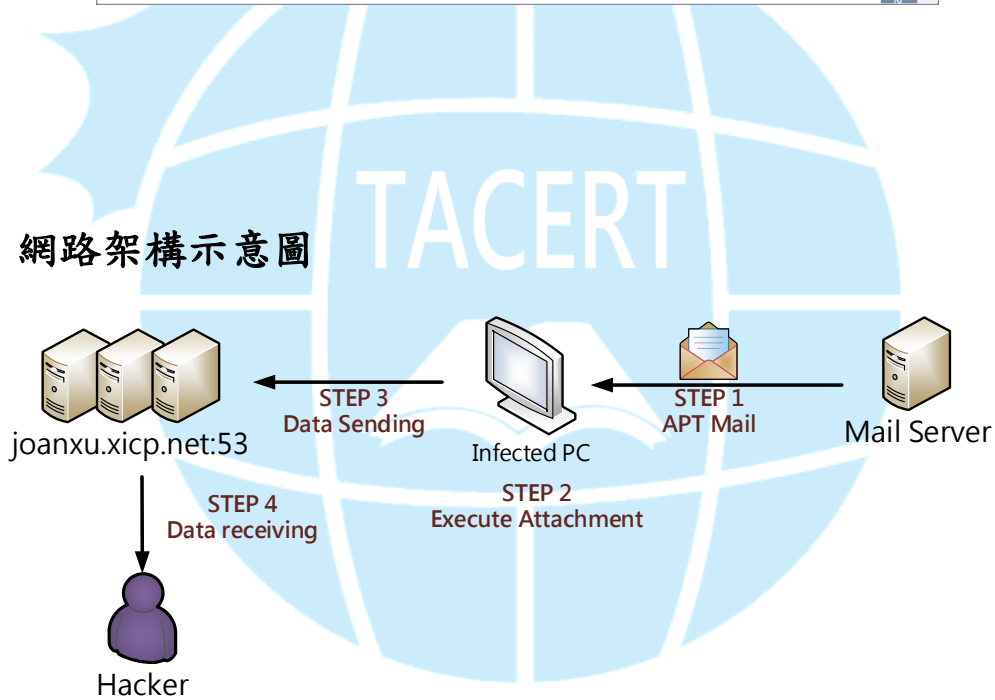 TACERT
網路架構示意圖
STEP 3
Data Sending
STEP 1
APT Mail
joanxu.xicp.net:53
Infected PC
Mail Server
STEP 2
Execute Attachment
STEP 4
Data receiving
Hacker